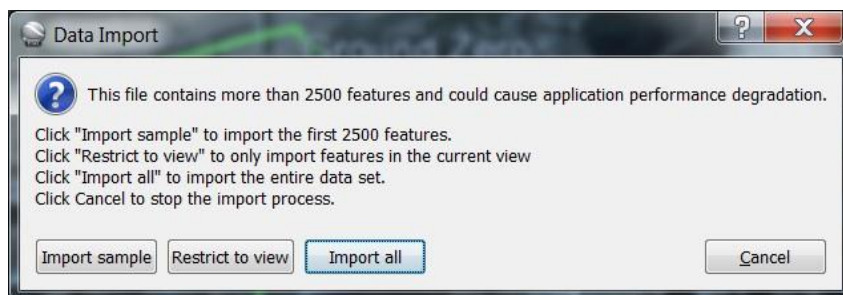 Data Import
Ground Zero
This file contains more than 2500 features and could cause application performance degradation.
Click "Import sample" to import the first 2500 features.
Click "Restrict to view" to only import features in the current view
Click "Import all" to import the entire data set.
Click Cancel to stop the import process.
Import sample
Restrict to view
Import all
Cancel